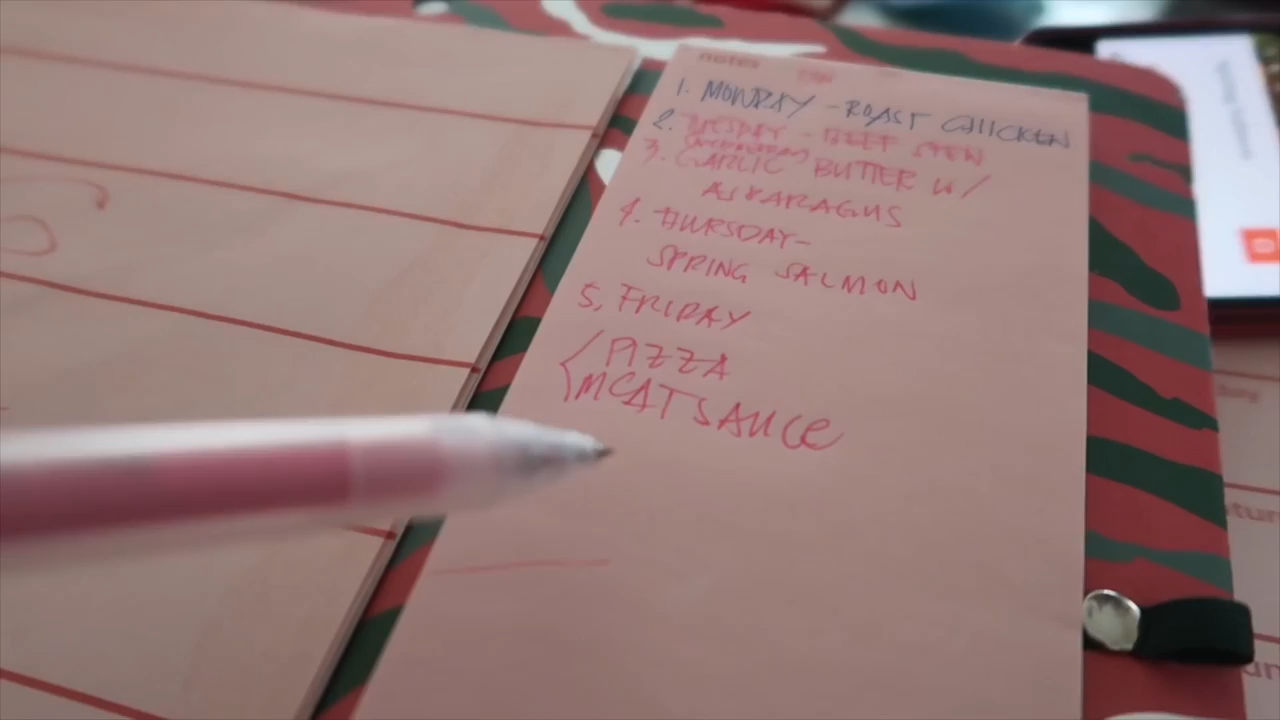 notes
1. MONDAY - ROAST CHICKEN
2. TUESDAY - BEEF STEW
3. GARLIC BUTTER W/
ASPARAGUS
4. THURSDAY-
SPRING SALMON
5, FRIDAY
PIZZA
MEATSAUCE